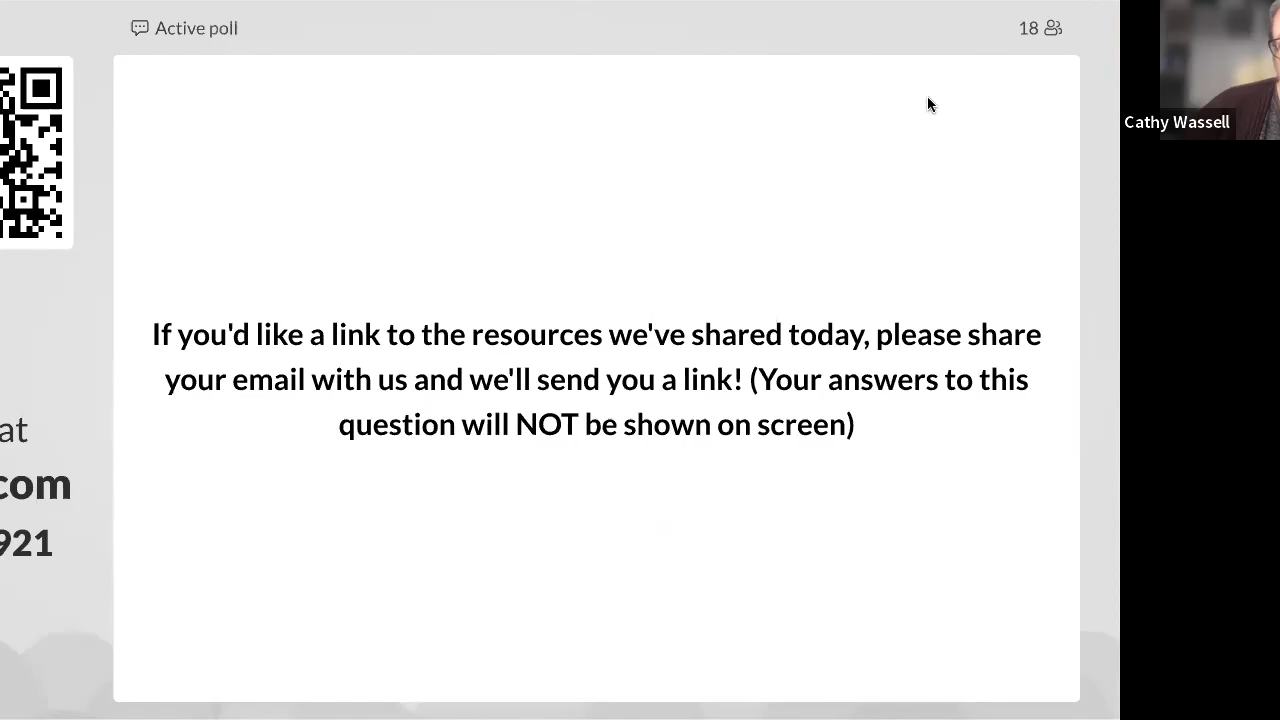 Active poll
18
Cathy Wassell
If you'd like a link to the resources we've shared today, please share
your email with us and we'll send you a link! (Your answers to this
question will NOT be shown on screen)
at
com
921